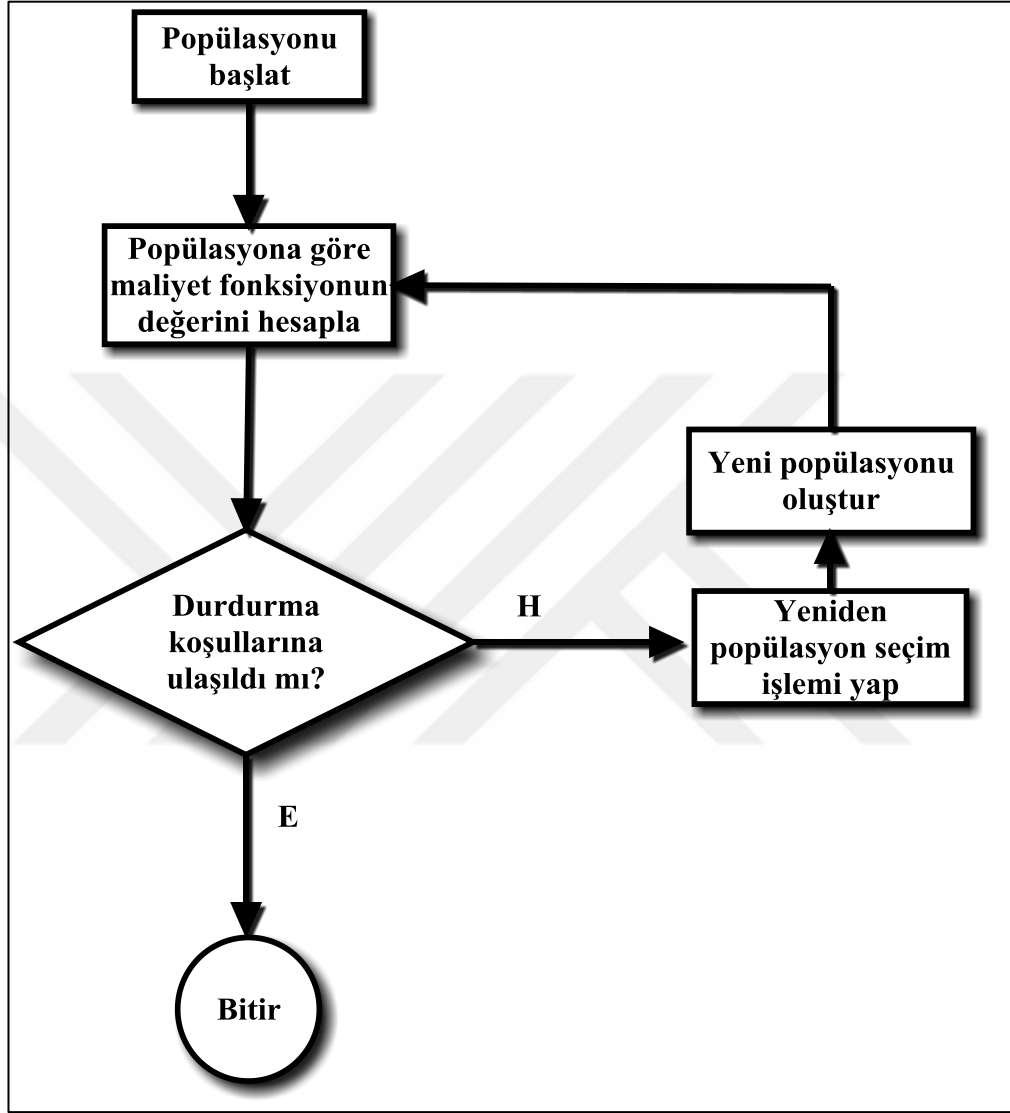 Popülasyonu
başlat
Popülasyona göre
maliyet fonksiyonun
değerini hesapla
Durdurma
koşullarına
ulaşıldı mı?
H
Yeniden
popülasyon seçim
işlemi yap
Yeni popülasyonu
oluştur
E
Bitir